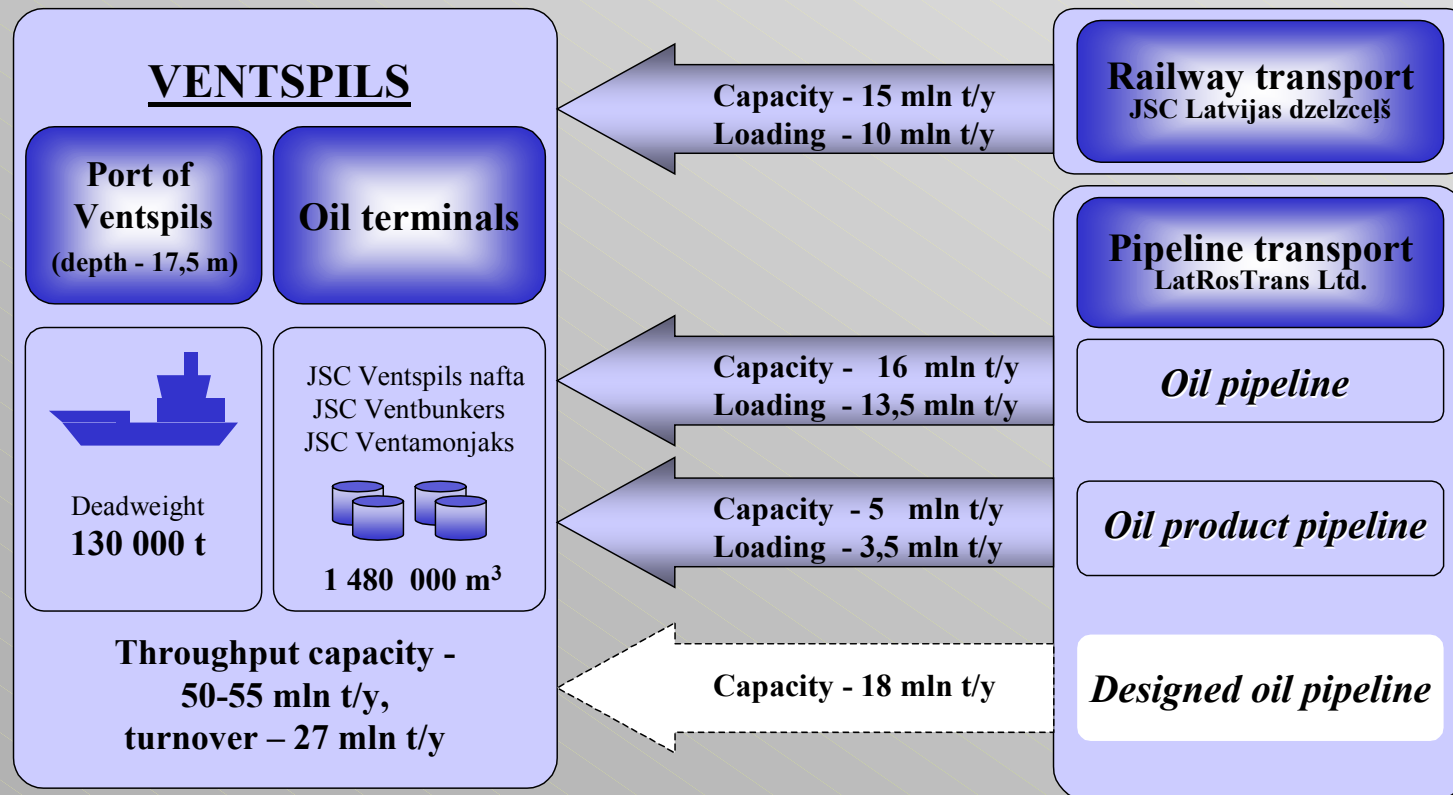 VENTSPILS
Port of
Ventspils
(depth - 17,5 m)
Oil terminals
Deadweight
130 000 t
JSC Ventspils nafta
JSC Ventbunkers
JSC Ventamonjaks
1 480 000 m³
Throughput capacity -
50-55 mln t/y,
turnover – 27 mln t/y
Capacity - 15 mln t/y
Loading - 10 mln t/y
Railway transport
JSC Latvijas dzelzceļš
Pipeline transport
LatRosTrans Ltd.
Capacity - 16 mln t/y
Loading - 13,5 mln t/y
Oil pipeline
Capacity - 5 mln t/y
Loading - 3,5 mln t/y
Oil product pipeline
Capacity - 18 mln t/y
Designed oil pipeline